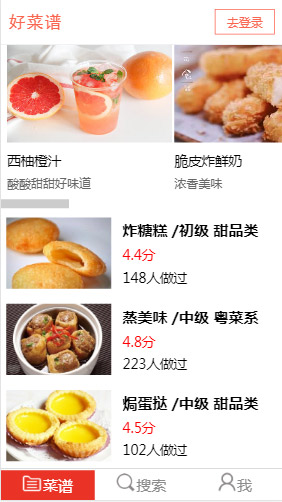 好菜谱
去登录
西柚橙汁
酸酸甜甜好味道
脆皮炸鲜奶
浓香美味
炸糖糕 /初级 甜品类
4.4分
148人做过
蒸美味 /中级 粤菜系
4.8分
223人做过
焗蛋挞 /中级 甜品类
4.5分
102人做过
菜谱
搜索
我